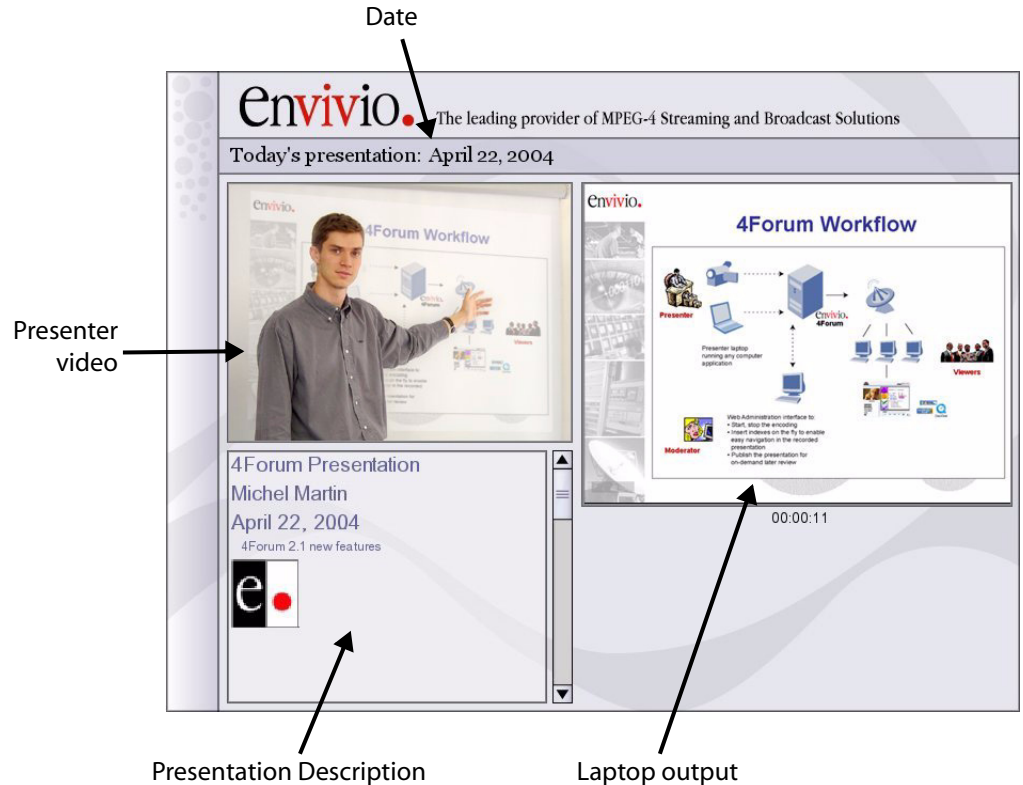 Date
envivio. The leading provider of MPEG-4 Streaming and Broadcast Solutions
Today's presentation: April 22, 2004
envivio.
4Forum Workflow
Viewers
envivio.
4Forum Workflow
Presenter
envivio.
4Forum
Presenter laptop
running any computer
application
Viewers
Moderator
Web Administration interface to:
• Start, stop the encoding
• Insert indexes on the fly to enable
easy navigation in the recorded
presentation
• Publish the presentation for
on-demand later review
00:00:11
Presenter
video
4Forum Presentation
Michel Martin
April 22, 2004
4Forum 2.1 new features
e.
Presentation Description
Laptop output